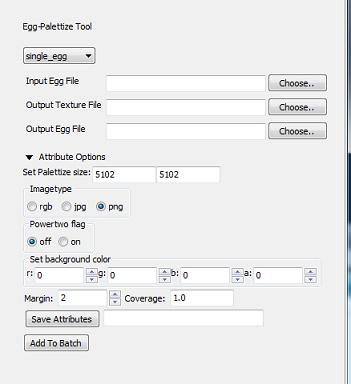 Egg-Palettize Tool
single_egg
Input Egg File Choose..
Output Texture File Choose..
Output Egg File Choose..
Attribute Options
Set Palettize size: 5102 5102
Imagetype
rgb jpg png
Powertwo flag
off on
Set background color
r: 0 g: 0 b: 0 a: 0
Margin: 2 Coverage: 1.0
Save Attributes
Add To Batch